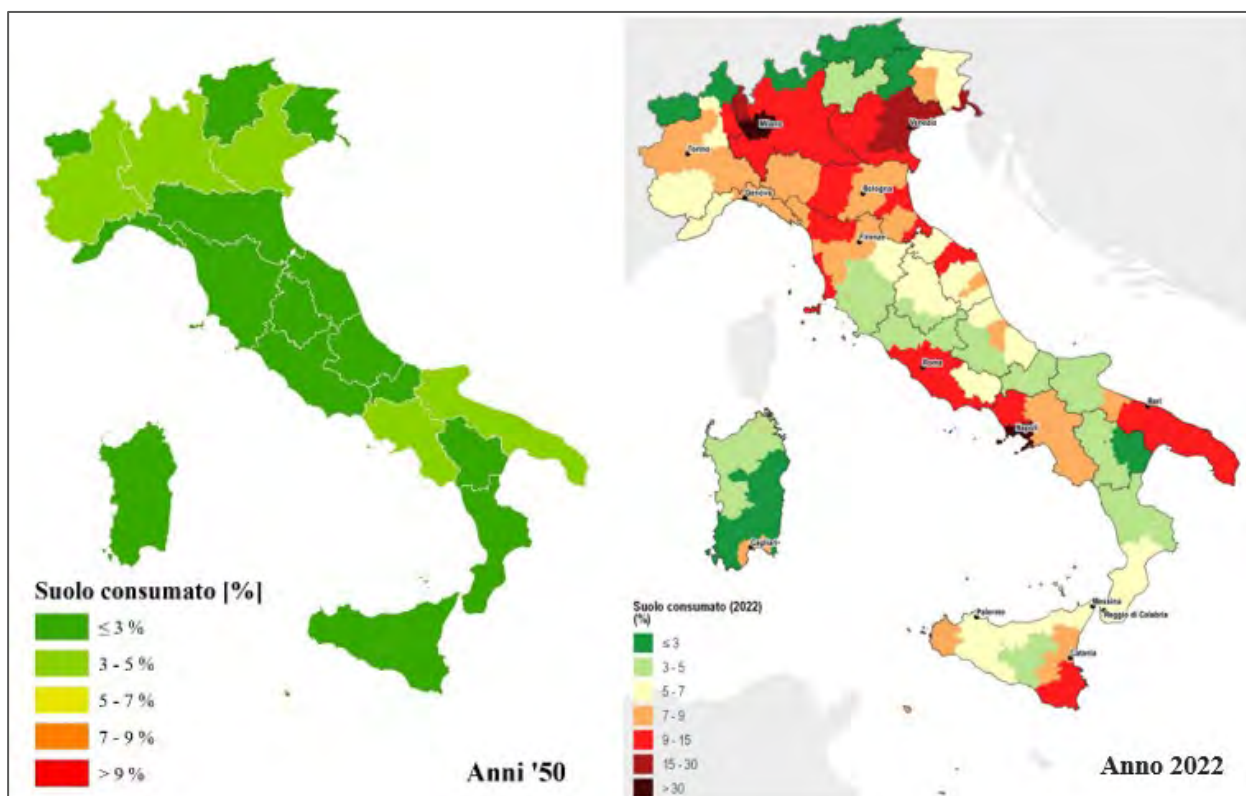 Suolo consumato [%]
≤ 3 %
3 - 5 %
5 - 7 %
7 - 9 %
> 9 %
Anni '50
Milano
Venezia
Torino
Genova
Bologna
Firenze
Roma
Napoli
Bari
Cagliari
Messina
Reggio di Calabria
Palermo
Catania
Suolo consumato (2022)
(%)
≤3
3 - 5
5 - 7
7 - 9
9 - 15
15 - 30
>30
Anno 2022